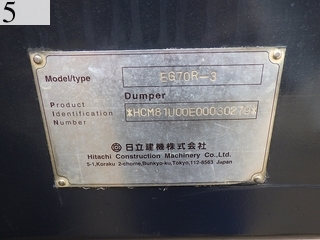 5
Model/type EG70R-3
Dumper
Product
Identification
Number
日立建機株式会社
Hitachi Construction Machinery Co., Ltd.
5-1, Koraku 2-chome, Bunkyo-ku, Tokyo, 112-8563 Japan